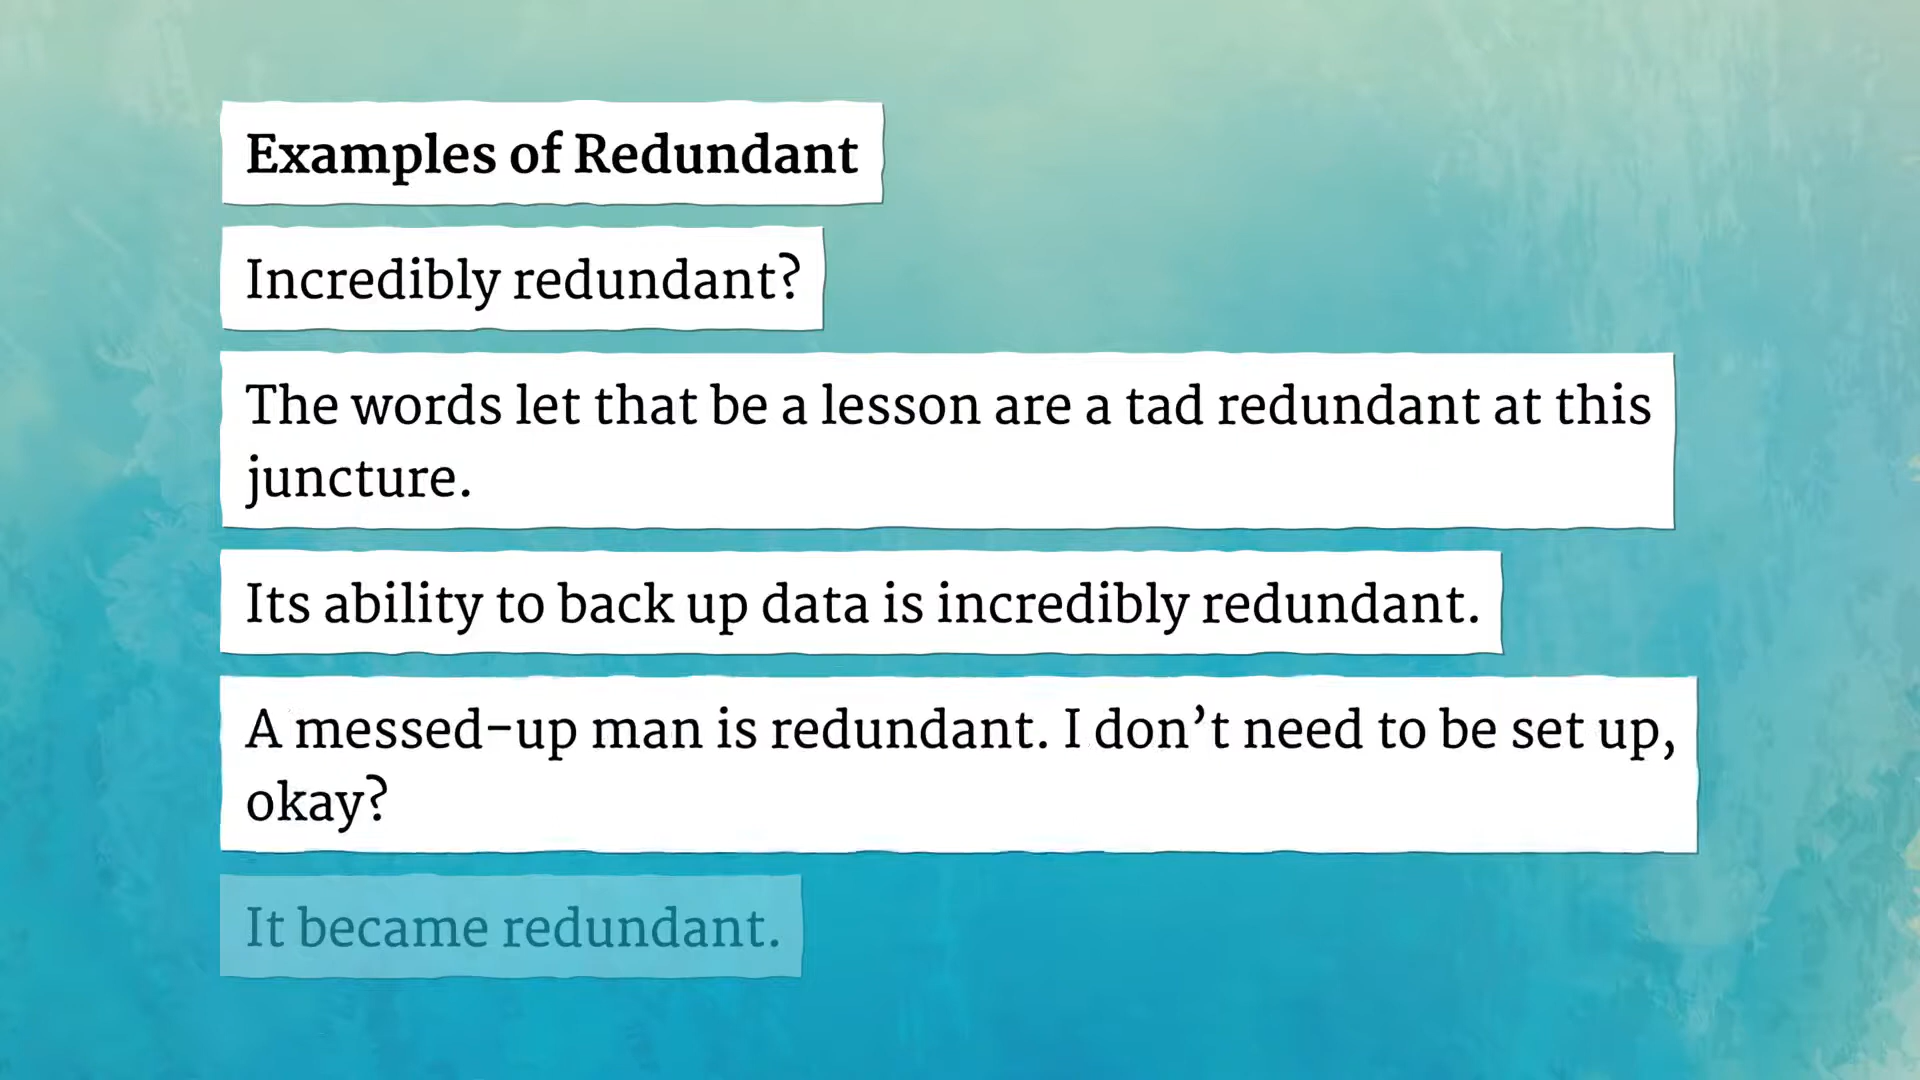 Examples of Redundant
Incredibly redundant?
The words let that be a lesson are a tad redundant at this
juncture.
Its ability to back up data is incredibly redundant.
A messed-up man is redundant. I don’t need to be set up,
okay?
It became redundant.